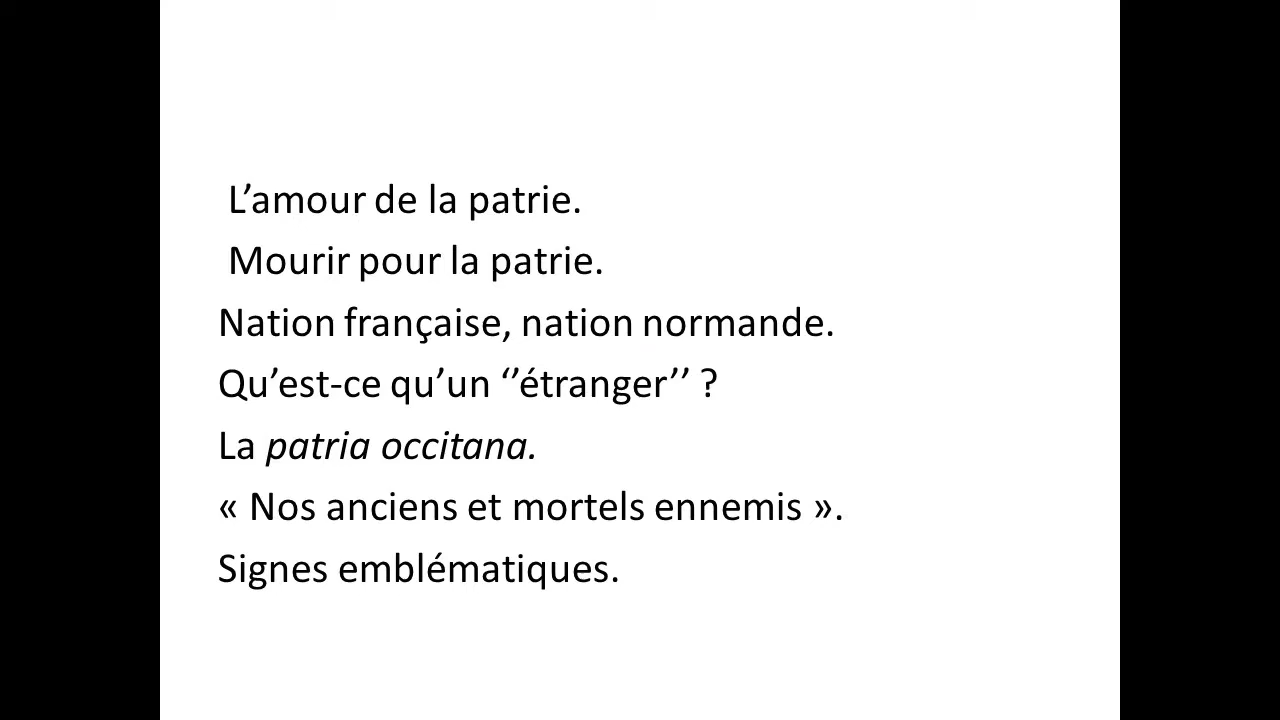 L’amour de la patrie.
Mourir pour la patrie.
Nation française, nation normande.
Qu’est-ce qu’un ‘’étranger’’ ?
La patria occitana.
« Nos anciens et mortels ennemis ».
Signes emblématiques.